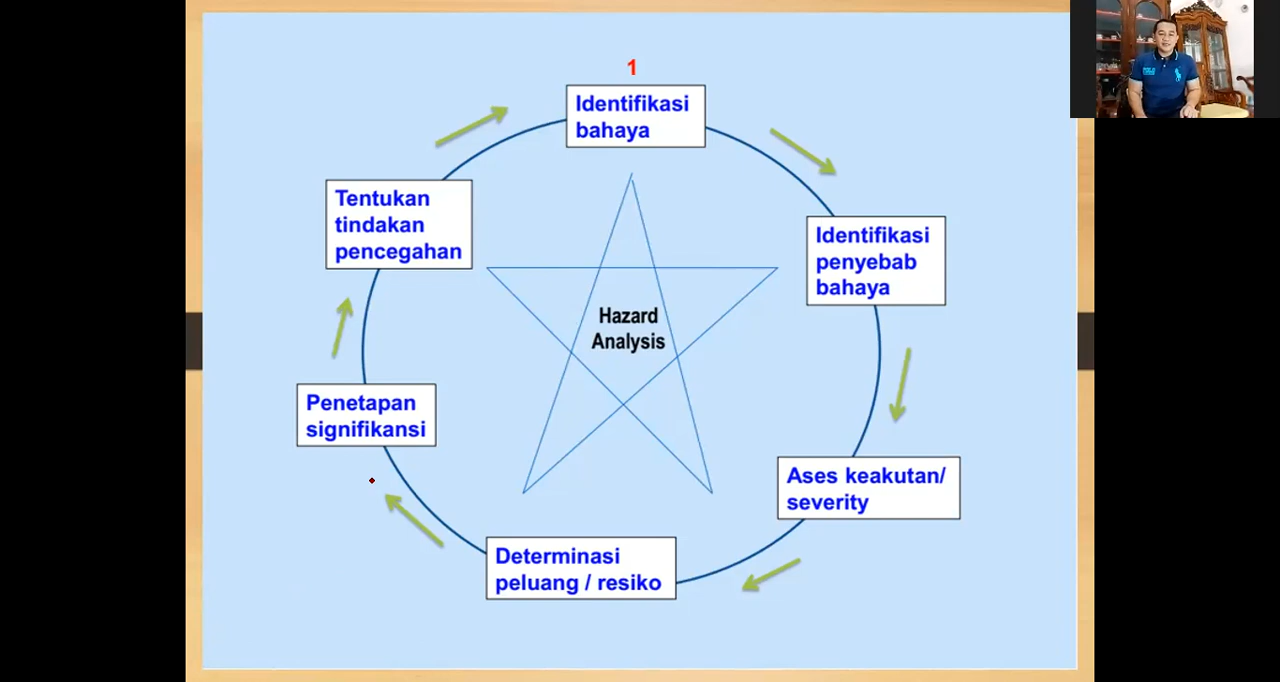 1
Identifikasi
bahaya
Identifikasi
penyebab
bahaya
Ases keakutan/
severity
Determinasi
peluang / resiko
Penetapan
signifikansi
Tentukan
tindakan
pencegahan
Hazard
Analysis